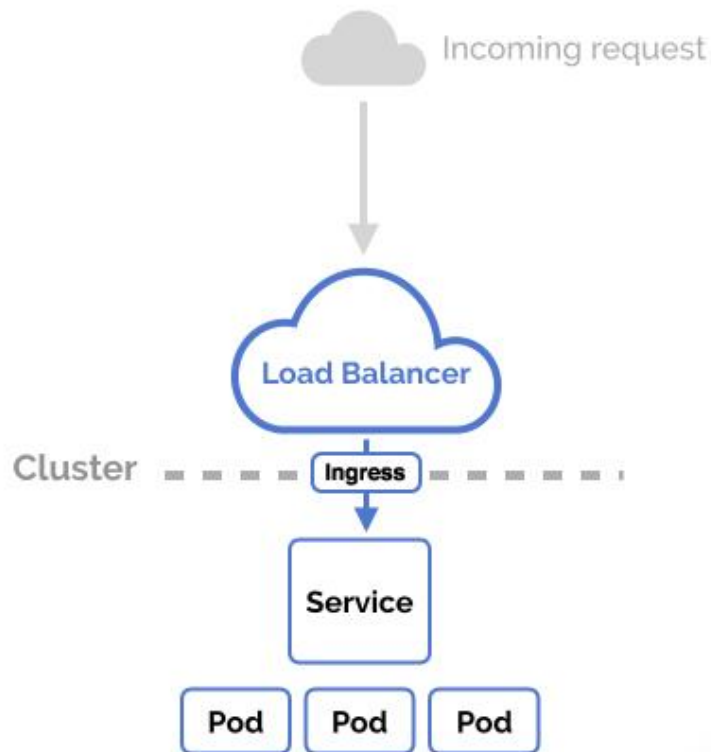 Incoming request
Load Balancer
Cluster
Ingress
Service
Pod
Pod
Pod